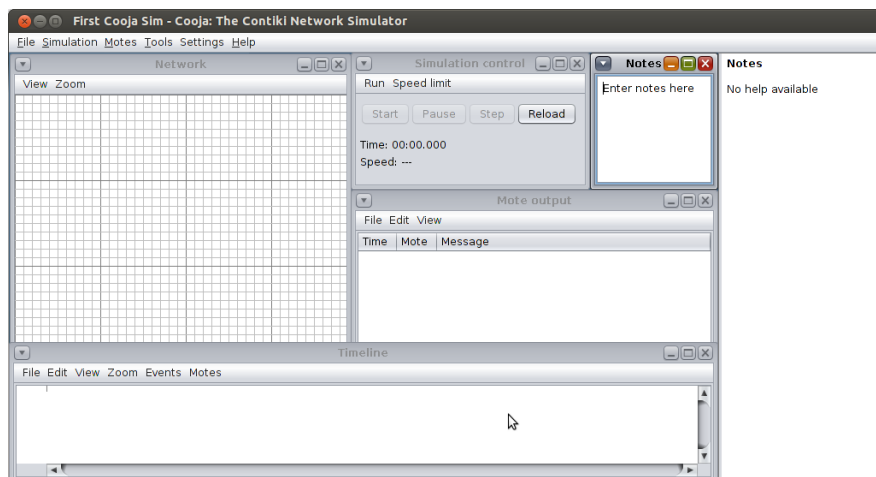 First Cooja Sim - Cooja: The Contiki Network Simulator
File Simulation Motes Tools Settings Help
Network
View Zoom
Simulation control
Run Speed limit
Start Pause Step Reload
Time: 00:00.000
Speed: ---
Notes
Enter notes here
Notes
No help available
Mote output
File Edit View
Time Mote Message
Timeline
File Edit View Zoom Events Motes